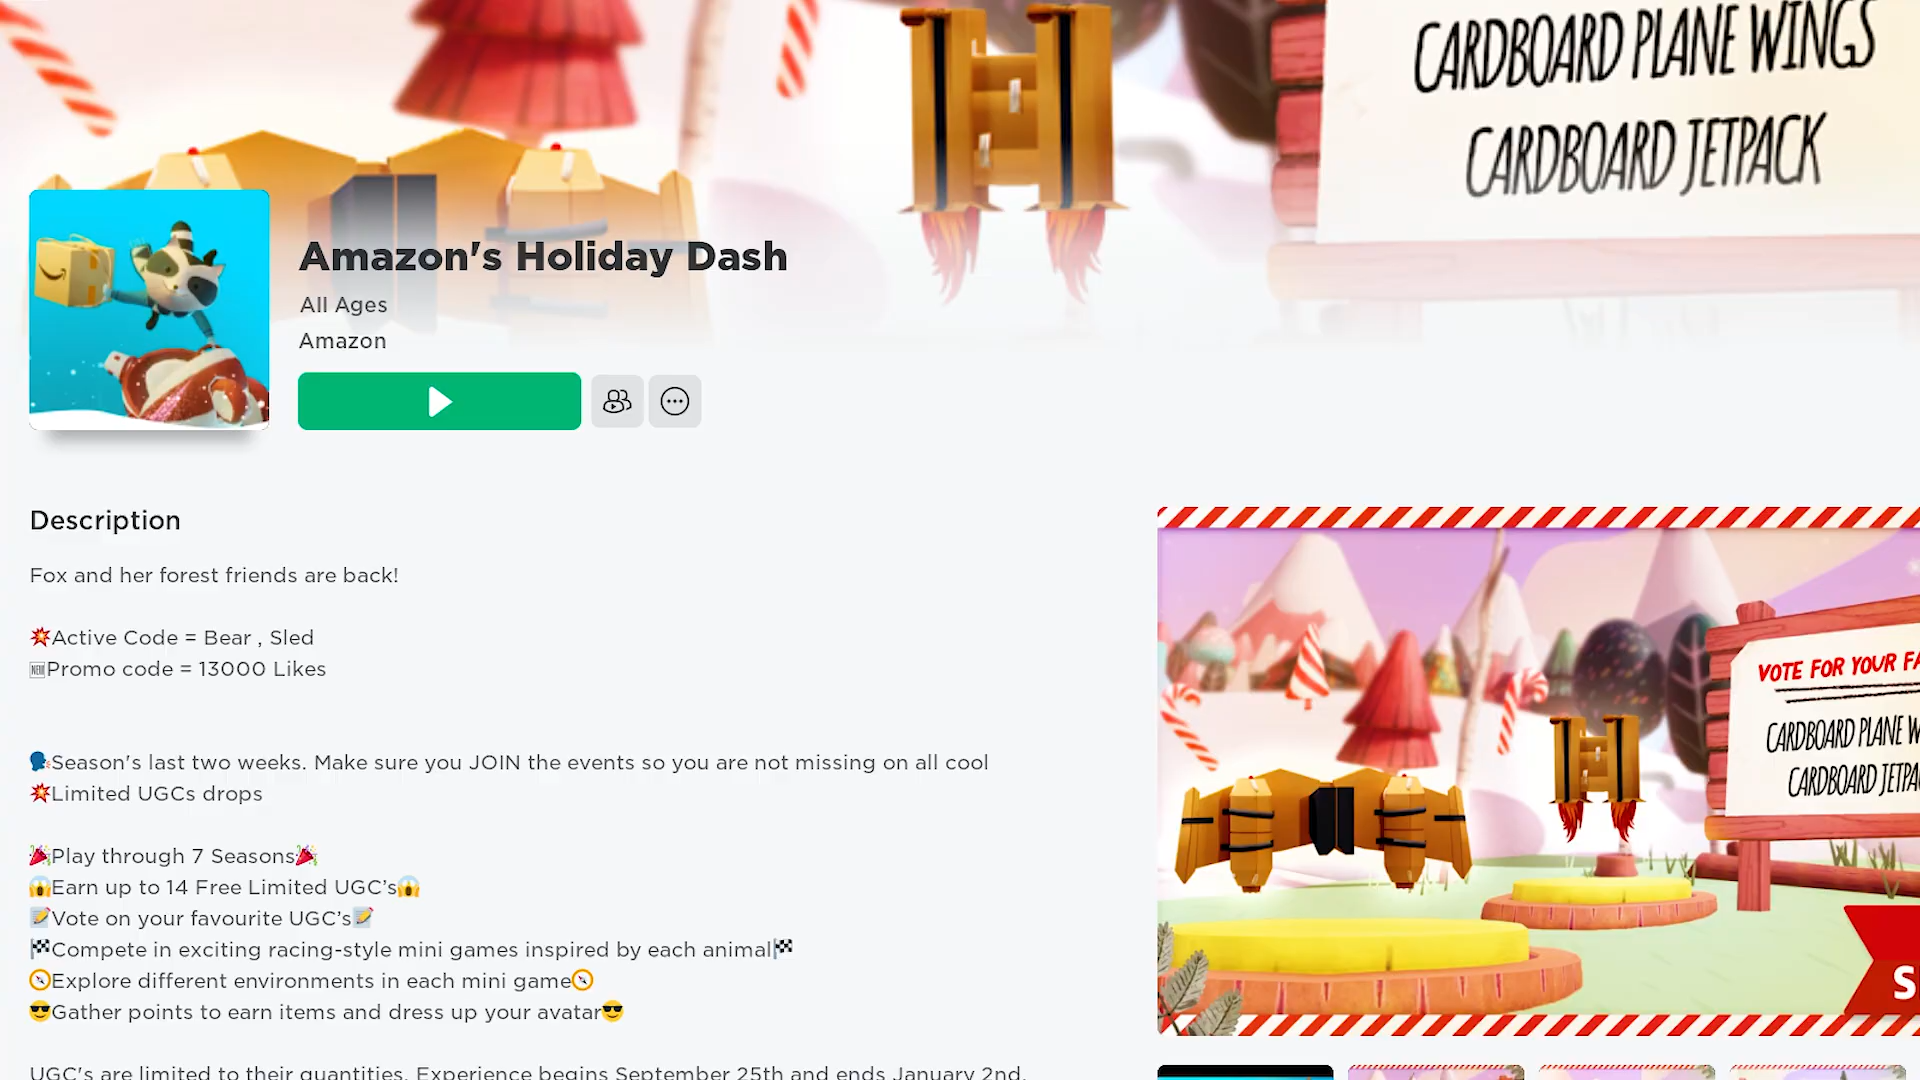 CARDBOARD PLANE WINGS
CARDBOARD JETPACK
Amazon's Holiday Dash
All Ages
Amazon
Description
Fox and her forest friends are back!
💥Active Code = Bear , Sled
🆕Promo code = 13000 Likes
🗣Season's last two weeks. Make sure you JOIN the events so you are not missing on all cool
💥Limited UGCs drops
🎉Play through 7 Seasons🎉
😱Earn up to 14 Free Limited UGC’s😱
📝Vote on your favourite UGC’s📝
🏁Compete in exciting racing-style mini games inspired by each animal🏁
🧭Explore different environments in each mini game🧭
😎Gather points to earn items and dress up your avatar😎
UGC's are limited to their quantities. Experience begins September 25th and ends January 2nd.
VOTE FOR YOUR
CARDBOARD PLANE
CARDBOARD